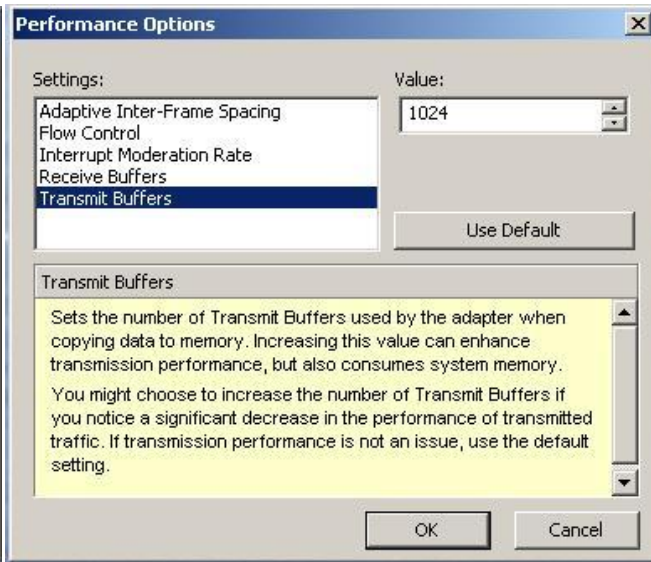 Performance Options
Settings:
Value:
Adaptive Inter-Frame Spacing
1024
Flow Control
Interrupt Moderation Rate
Receive Buffers
Transmit Buffers
Use Default
Transmit Buffers
Sets the number of Transmit Buffers used by the adapter when
copying data to memory. Increasing this value can enhance
transmission performance, but also consumes system memory.
You might choose to increase the number of Transmit Buffers if
you notice a significant decrease in the performance of transmitted
traffic. If transmission performance is not an issue, use the default
setting.
OK
Cancel